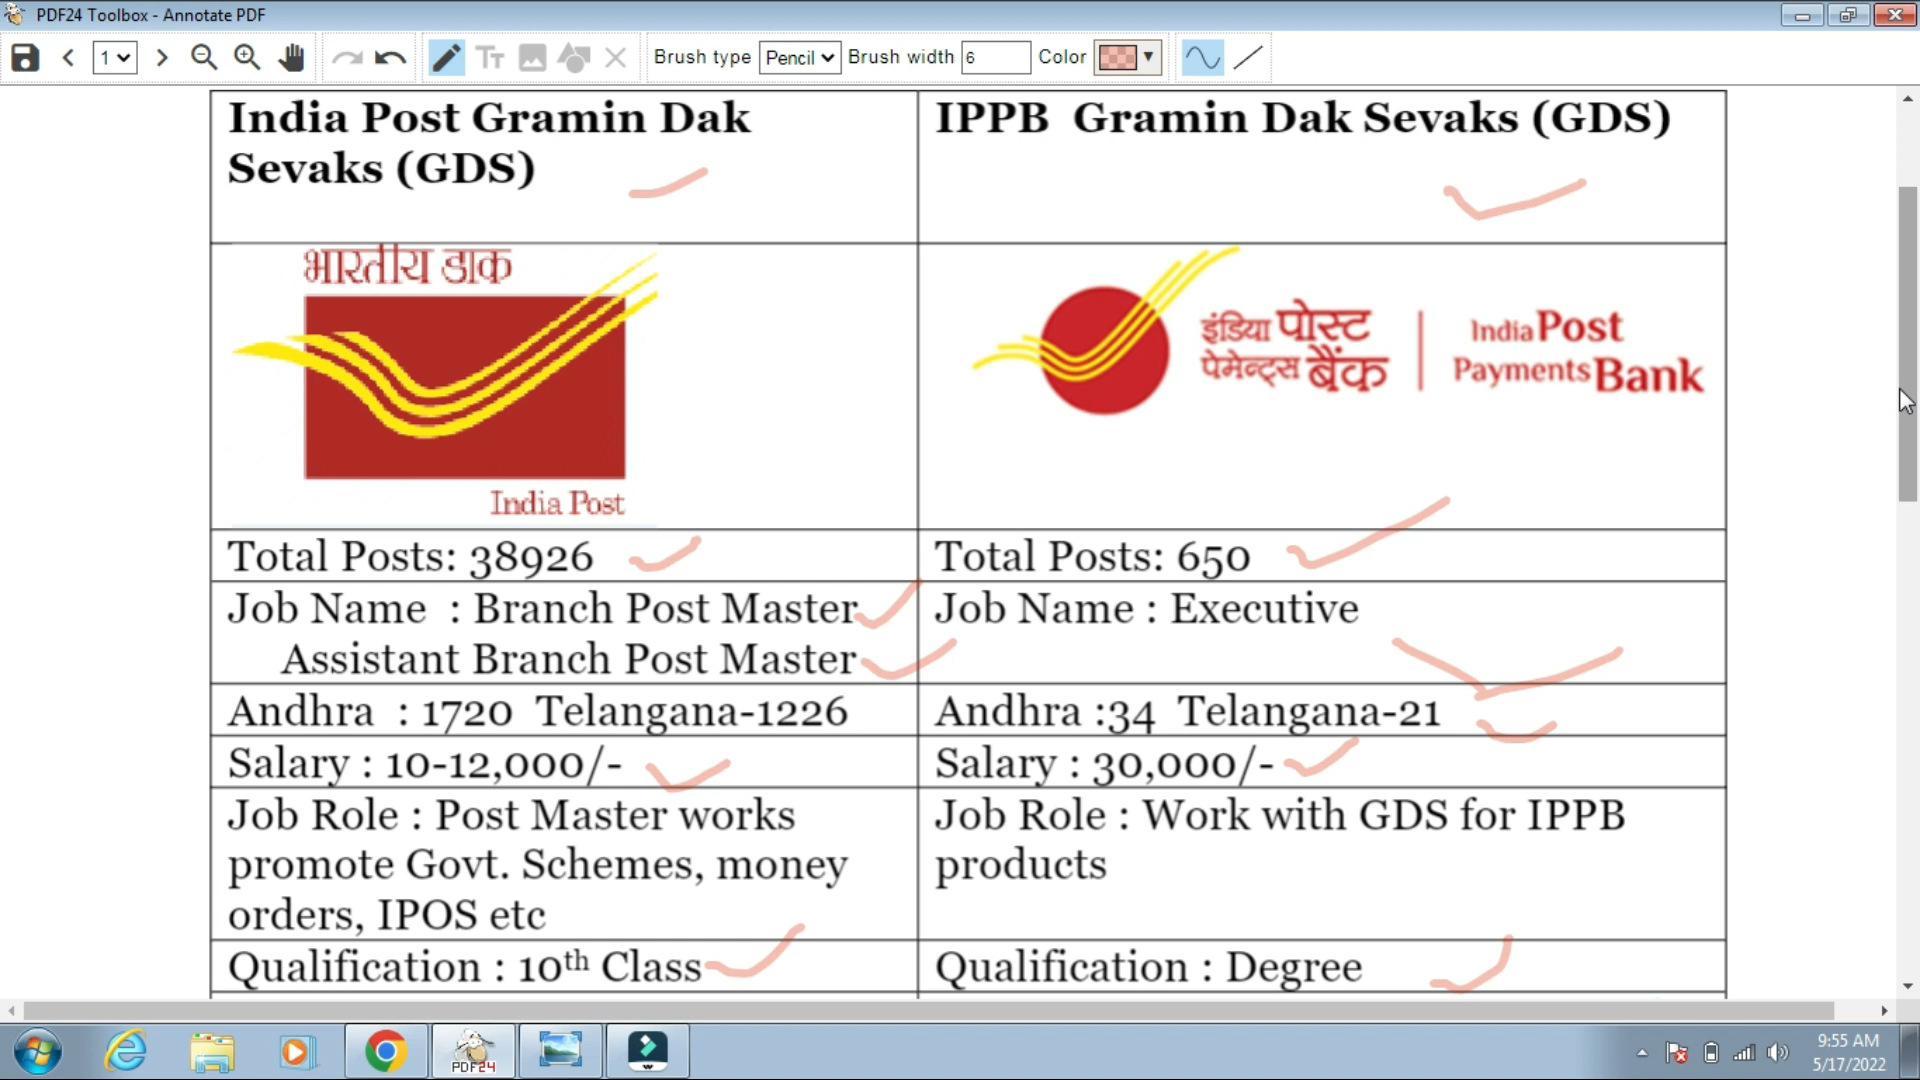 PDF24 Toolbox - Annotate PDF
1 Brush type Pencil Brush width 6 Color
India Post Gramin Dak
Sevaks (GDS)
IPPB Gramin Dak Sevaks (GDS)
भारतीय डाक
India Post
इंडिया पोस्ट
पेमेन्ट्स बैंक
India Post
Payments Bank
Total Posts: 38926
Total Posts: 650
Job Name : Branch Post Master
Assistant Branch Post Master
Job Name : Executive
Andhra : 1720 Telangana-1226
Andhra :34 Telangana-21
Salary : 10-12,000/-
Salary : 30,000/-
Job Role : Post Master works
promote Govt. Schemes, money
orders, IPOS etc
Job Role : Work with GDS for IPPB
products
Qualification : 10th Class
Qualification : Degree
PDF24
9:55 AM
5/17/2022